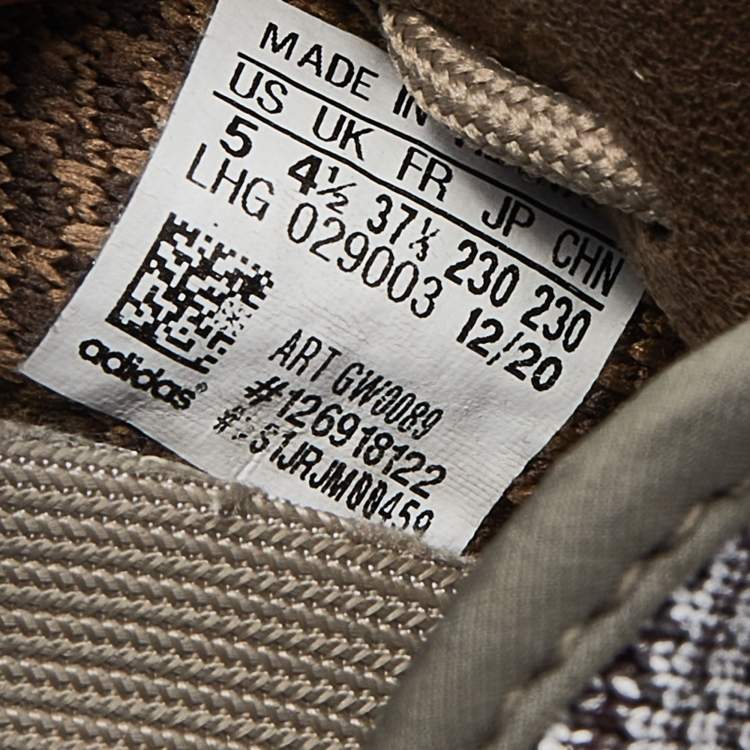 MADE IN
US UK FR JP CHN
5 4½ 37⅓ 230 230
LHG 029003 12/20
ART GW0089
#126918122
adidas®